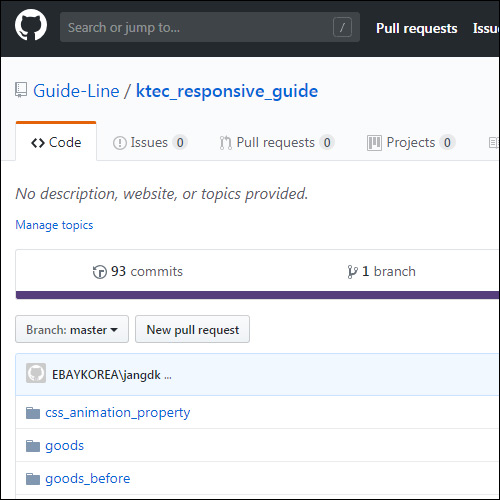 Search or jump to... / Pull requests Issu
Guide-Line / ktec_responsive_guide
Code Issues 0 Pull requests 0 Projects 0
No description, website, or topics provided.
Manage topics
93 commits 1 branch
Branch: master New pull request
EBAYKOREA\jangdk ...
css_animation_property
goods
goods_before